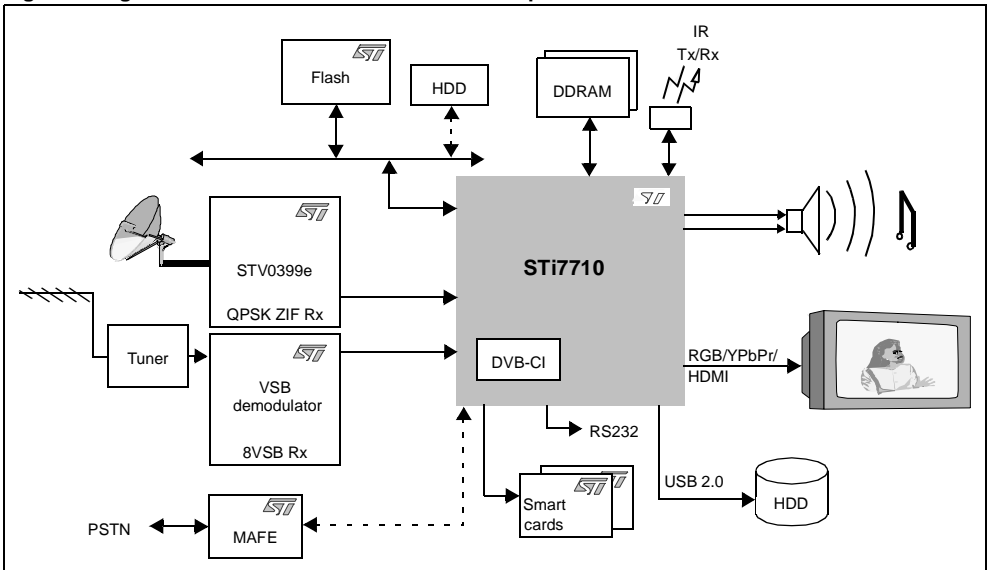 IR
Tx/Rx
Flash
HDD
DDRAM
STV0399e
QPSK ZIF Rx
STi7710
Tuner
VSB
demodulator
8VSB Rx
DVB-CI
RGB/YPbPr/
HDMI
RS232
USB 2.0
HDD
Smart
cards
PSTN
MAFE